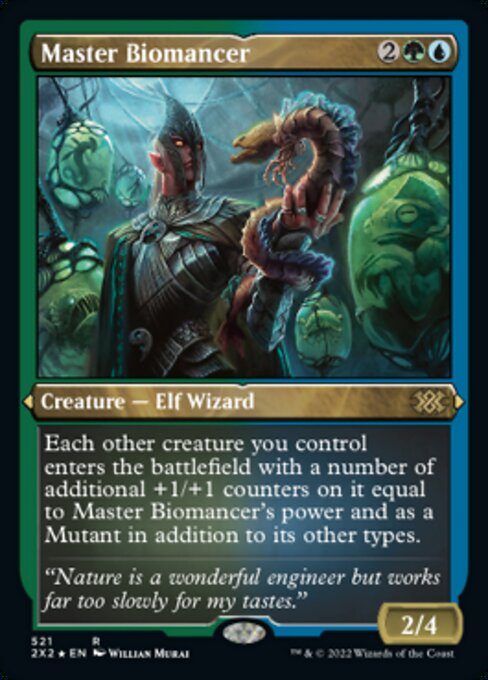 Master Biomancer 2
Creature — Elf Wizard
Each other creature you control
enters the battlefield with a number of
additional +1/+1 counters on it equal
to Master Biomancer's power and as a
Mutant in addition to its other types.
"Nature is a wonderful engineer but works
far too slowly for my tastes."
2/4
521 R
2X2 ★ EN Willian Murai
™ & © 2022 Wizards of the Coast